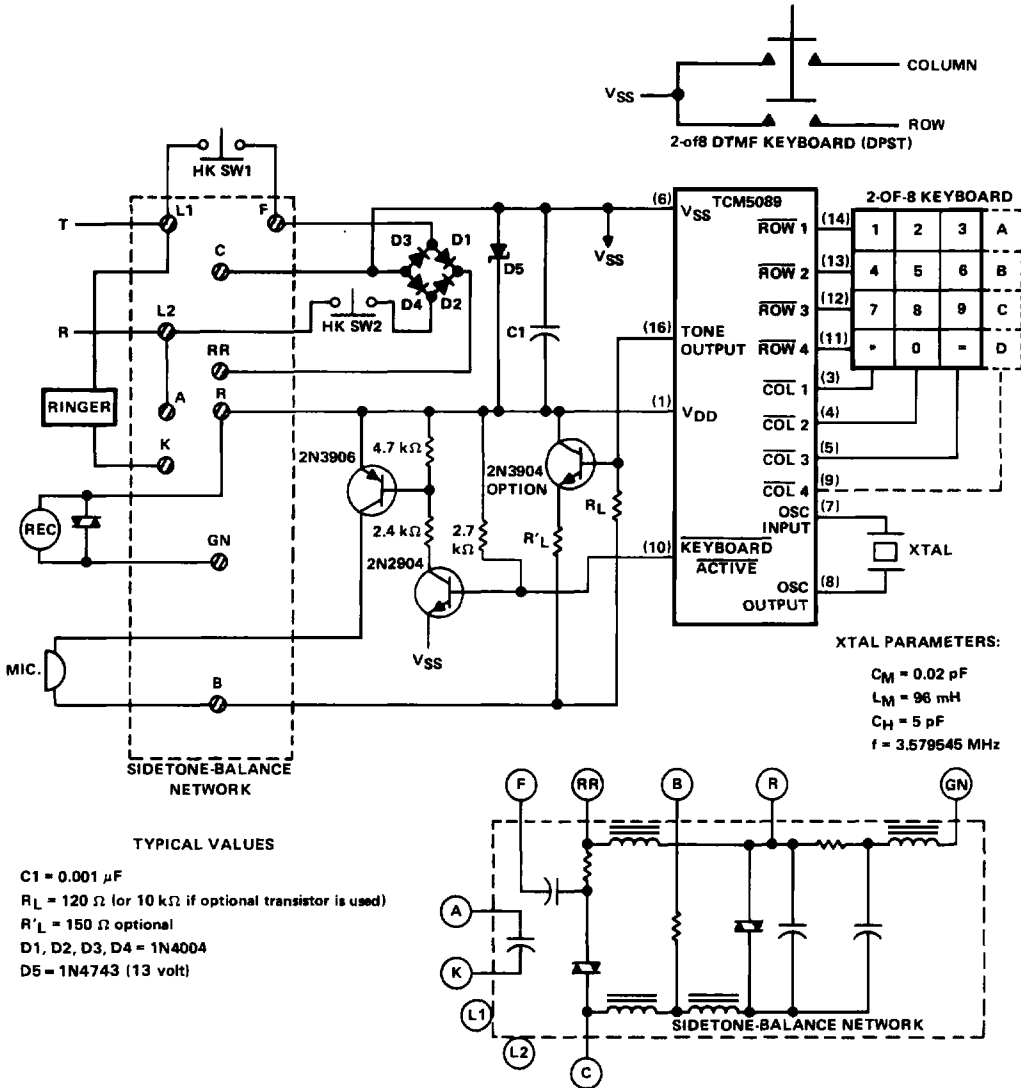 COLUMN
VSS
ROW
2-of8 DTMF KEYBOARD (DPST)
HK SW1
T
L1
F
C
D3
D1
D4
D2
HK SW2
L2
R
RR
A
R
RINGER
K
REC
GN
MIC.
B
SIDETONE-BALANCE
NETWORK
D5
C1
VSS
4.7 kΩ
2N3906
2.4 kΩ
2N2904
VSS
2.7
kΩ
2N3904
OPTION
RL
R'L
(6)
(16)
(1)
(10)
TCM5089
VSS
TONE
OUTPUT
VDD
KEYBOARD
ACTIVE
ROW 1
ROW 2
ROW 3
ROW 4
COL 1
COL 2
COL 3
COL 4
OSC
INPUT
OSC
OUTPUT
(14)
(13)
(12)
(11)
(3)
(4)
(5)
(9)
(7)
(8)
2-OF-8 KEYBOARD
1 2 3 A
4 5 6 B
7 8 9 C
* 0 = D
XTAL
XTAL PARAMETERS:
CM = 0.02 pF
LM = 96 mH
CH = 5 pF
f = 3.579545 MHz
TYPICAL VALUES
C1 = 0.001 μF
RL = 120 Ω (or 10 kΩ if optional transistor is used)
R'L = 150 Ω optional
D1, D2, D3, D4 = 1N4004
D5 = 1N4743 (13 volt)
F
RR
B
R
GN
A
K
L1
L2
C
SIDETONE-BALANCE NETWORK